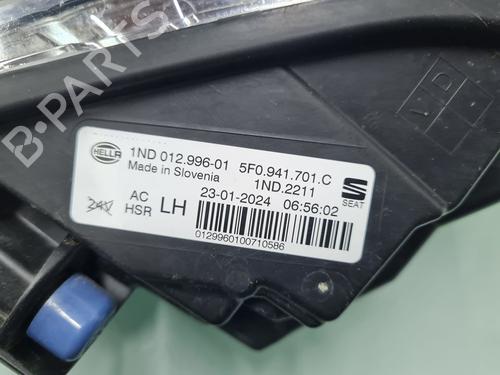 B-PARTS
HELLA 1ND 012.996-01 5F0.941.701.C
Made in Slovenia 1ND.2211
23-01-2024 06:56:02
SEAT
24V AC HSR LH
0129960100710586